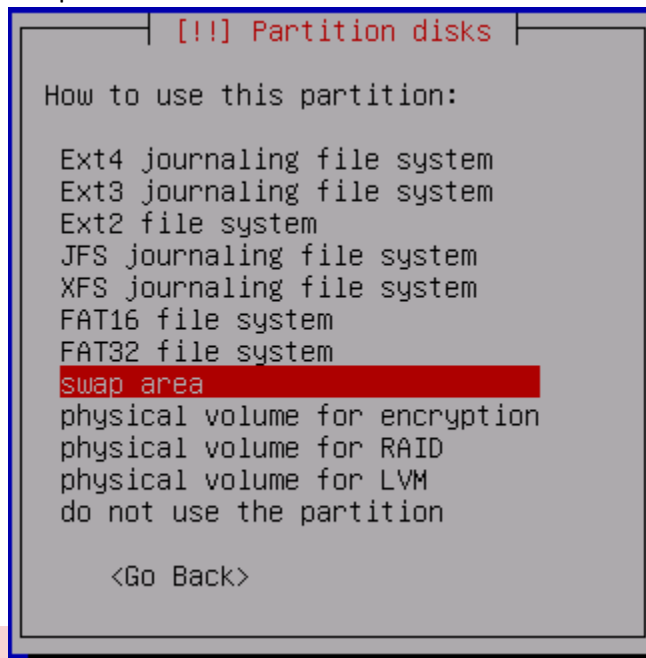 [!!] Partition disks
How to use this partition:
Ext4 journaling file system
Ext3 journaling file system
Ext2 file system
JFS journaling file system
XFS journaling file system
FAT16 file system
FAT32 file system
swap area
physical volume for encryption
physical volume for RAID
physical volume for LVM
do not use the partition
<Go Back>